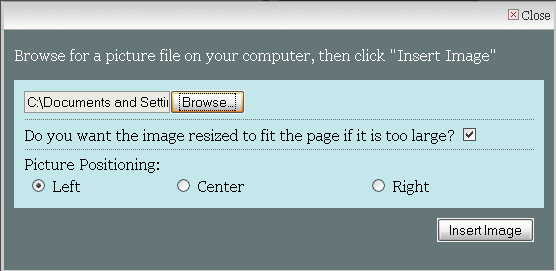 Close
Browse for a picture file on your computer, then click "Insert Image"
C:\Documents and Settin Browse...
Do you want the image resized to fit the page if it is too large?
Picture Positioning:
Left Center Right
Insert Image